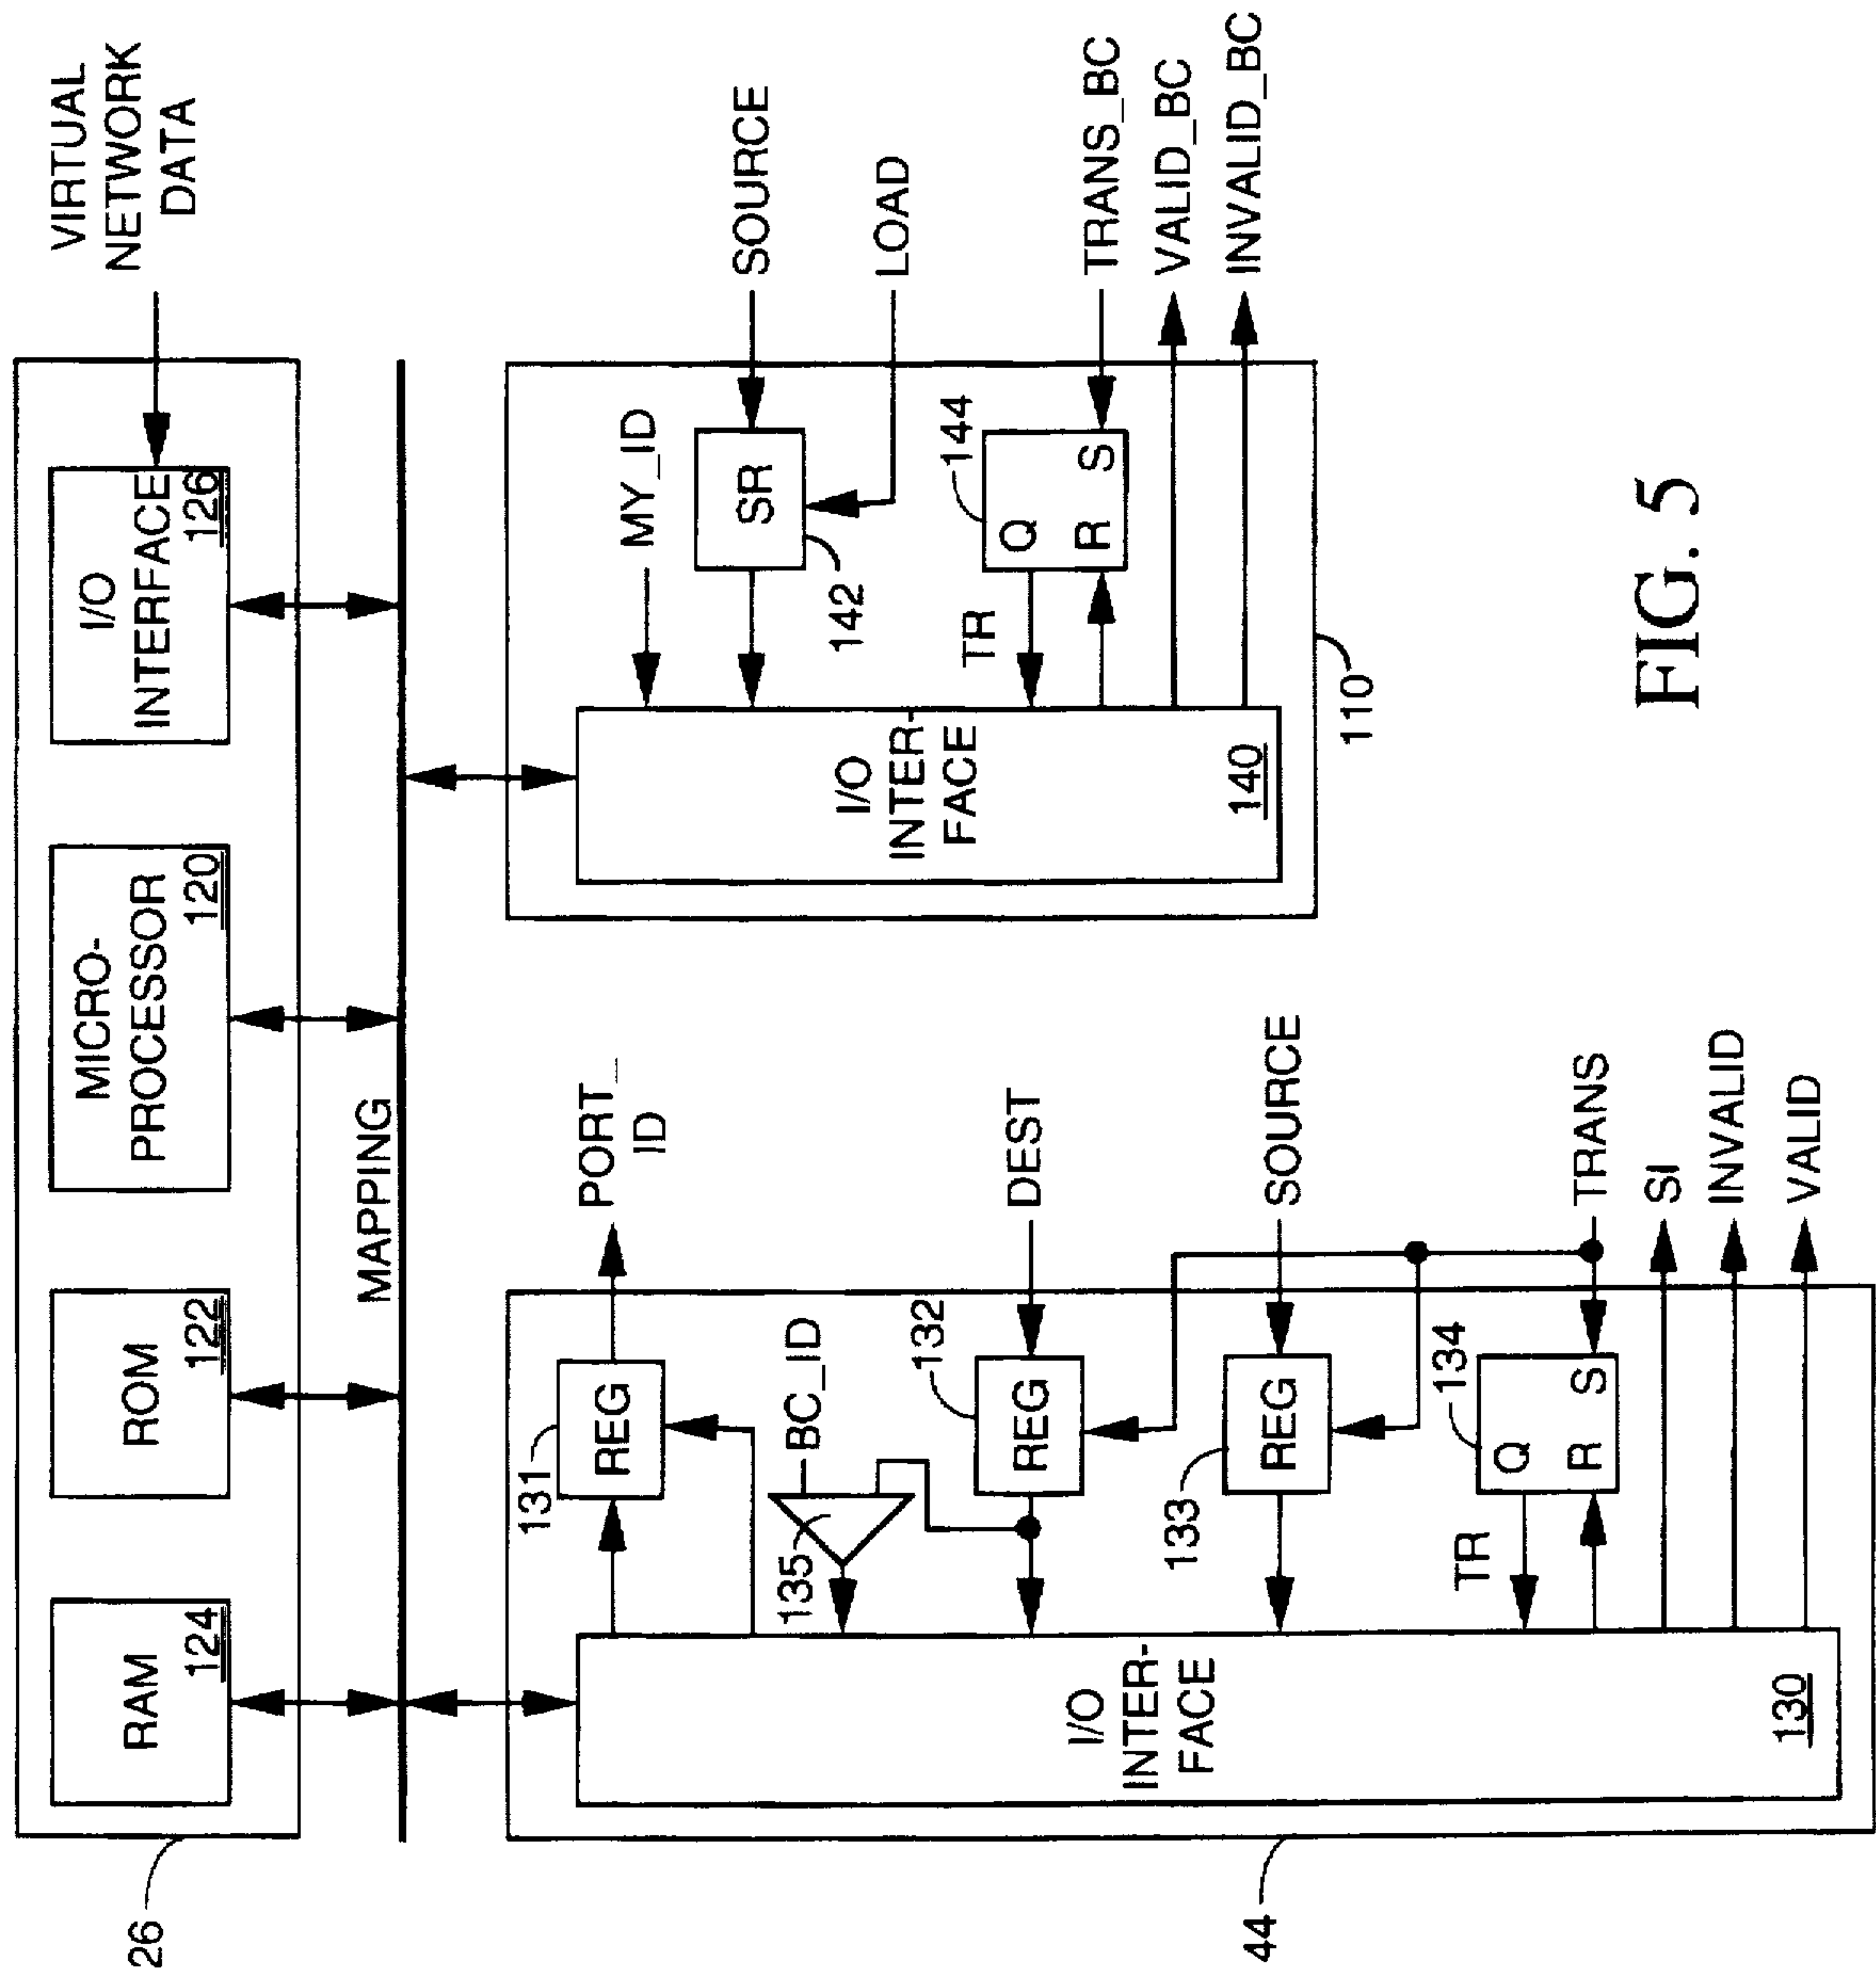 VIRTUAL
NETWORK
DATA
26
RAM
124
ROM
122
MICRO-
PROCESSOR
120
I/O
INTERFACE
126
MAPPING
44
I/O
INTER-
FACE
130
131
REG
PORT_
ID
135
BC_ID
132
REG
DEST
133
REG
SOURCE
134
Q
R
S
TR
TRANS
SI
INVALID
VALID
110
I/O
INTER-
FACE
140
MY_ID
SR
142
SOURCE
LOAD
144
Q
R
S
TR
TRANS_BC
VALID_BC
INVALID_BC
FIG. 5